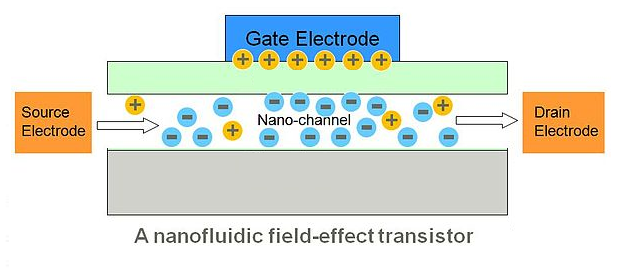 Gate Electrode
Source
Electrode
Nano-channel
Drain
Electrode
A nanofluidic field-effect transistor